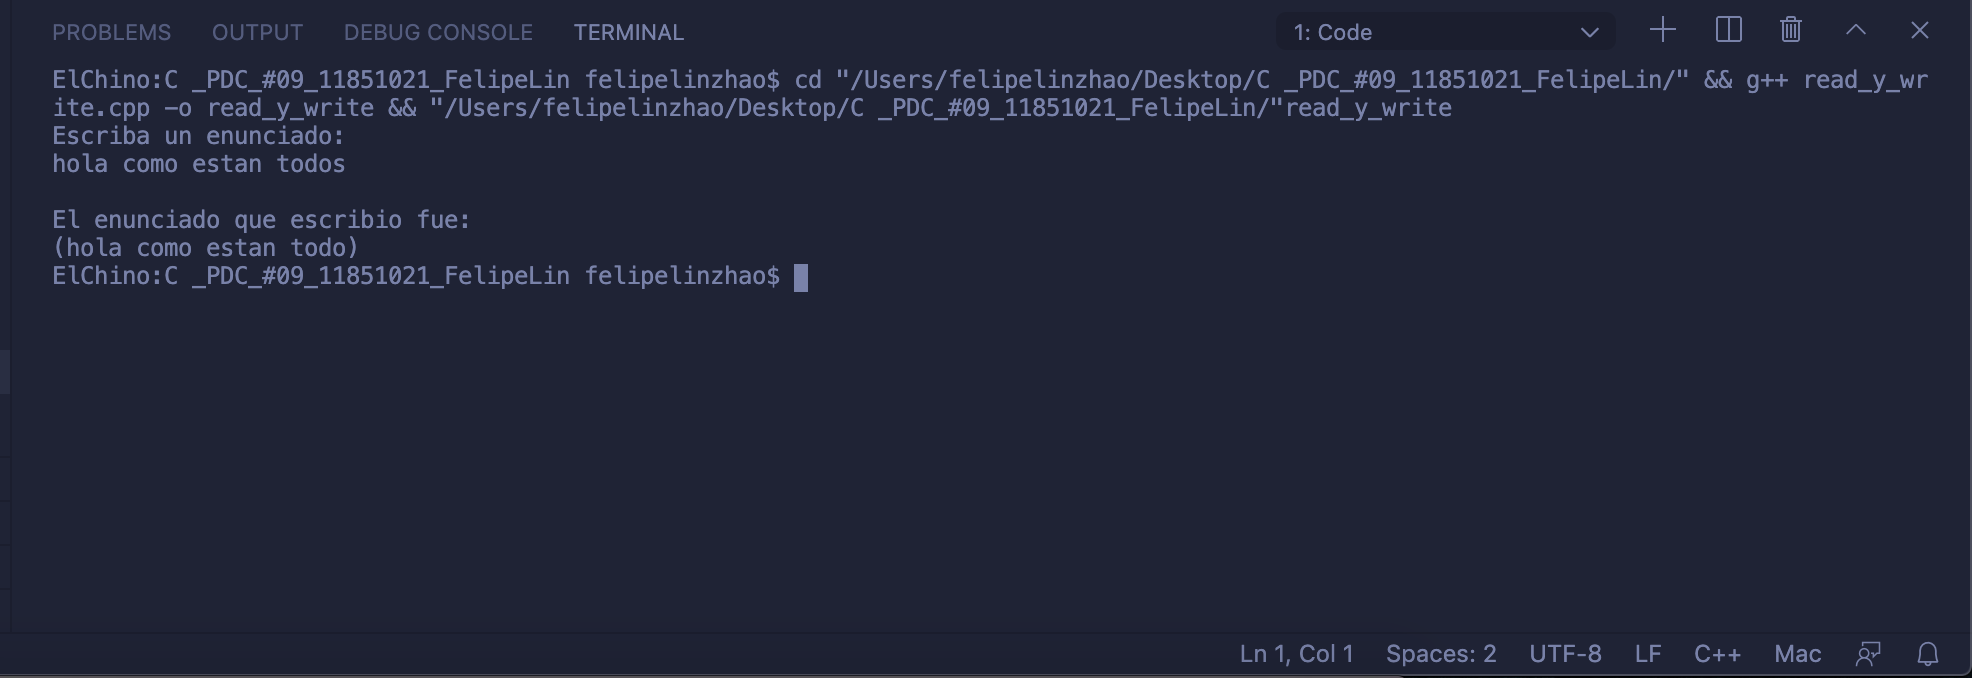 PROBLEMS OUTPUT DEBUG CONSOLE TERMINAL 1: Code
ElChino:C _PDC_#09_11851021_FelipeLin felipelinzhao$ cd "/Users/felipelinzhao/Desktop/C _PDC_#09_11851021_FelipeLin/" && g++ read_y_wr
ite.cpp -o read_y_write && "/Users/felipelinzhao/Desktop/C _PDC_#09_11851021_FelipeLin/"read_y_write
Escriba un enunciado:
hola como estan todos
El enunciado que escribio fue:
(hola como estan todo)
ElChino:C _PDC_#09_11851021_FelipeLin felipelinzhao$
Ln 1, Col 1 Spaces: 2 UTF-8 LF C++ Mac